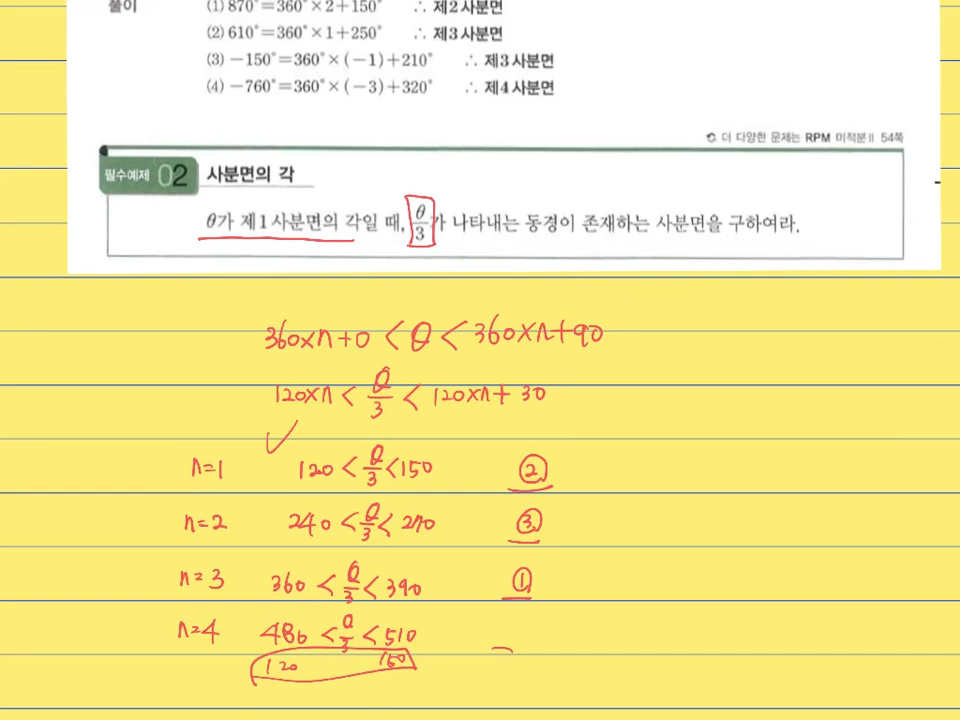 풀이 (1) 870°=360°×2+150° ∴ 제2사분면
(2) 610°=360°×1+250° ∴ 제3사분면
(3) −150°=360°×(−1)+210° ∴ 제3사분면
(4) −760°=360°×(−3)+320° ∴ 제4사분면
더 다양한 문제는 RPM 미적분Ⅱ 54쪽
필수예제 02 사분면의 각
θ가 제1사분면의 각일 때, θ/3가 나타내는 동경이 존재하는 사분면을 구하여라.
360×n+0 < θ < 360×n+90
120×n < θ/3 < 120×n+ 30
n=1 120 < θ/3 < 150 ②
n=2 240 < θ/3 < 270 ③
n=3 360 < θ/3 < 390 ①
n=4 480 < θ/3 < 510
120 150